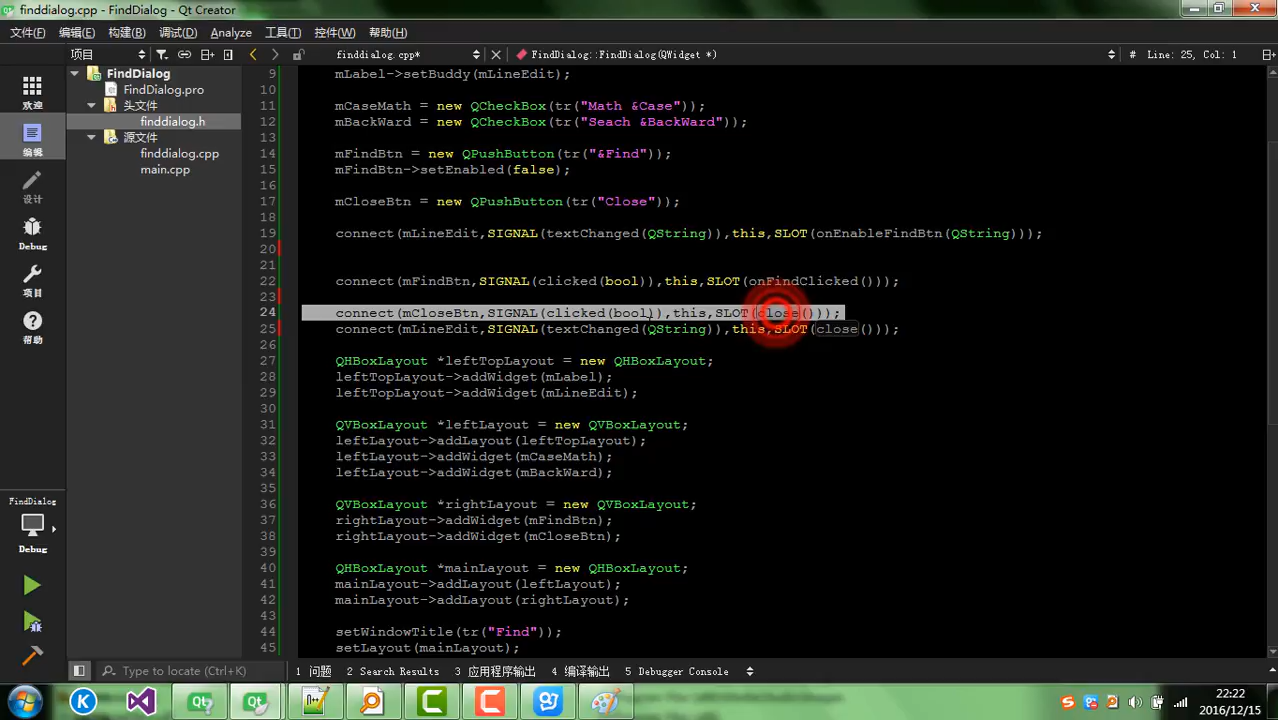 finddialog.cpp - FindDialog - Qt Creator
文件(F) 编辑(E) 构建(B) 调试(D) Analyze 工具(T) 控件(W) 帮助(H)
项目 finddialog.cpp* FindDialog::FindDialog(QWidget *) # Line: 25, Col: 1
欢迎
编辑
设计
Debug
项目
帮助
FindDialog
Debug
FindDialog
FindDialog.pro
头文件
finddialog.h
源文件
finddialog.cpp
main.cpp
9 mLabel->setBuddy(mLineEdit);
10
11 mCaseMath = new QCheckBox(tr("Math &Case"));
12 mBackWard = new QCheckBox(tr("Seach &BackWard"));
13
14 mFindBtn = new QPushButton(tr("&Find"));
15 mFindBtn->setEnabled(false);
16
17 mCloseBtn = new QPushButton(tr("Close"));
18
19 connect(mLineEdit,SIGNAL(textChanged(QString)),this,SLOT(onEnableFindBtn(QString)));
20
21
22 connect(mFindBtn,SIGNAL(clicked(bool)),this,SLOT(onFindClicked()));
23
24 connect(mCloseBtn,SIGNAL(clicked(bool)),this,SLOT(close()));
25 connect(mLineEdit,SIGNAL(textChanged(QString)),this,SLOT(close()));
26
27 QHBoxLayout *leftTopLayout = new QHBoxLayout;
28 leftTopLayout->addWidget(mLabel);
29 leftTopLayout->addWidget(mLineEdit);
30
31 QVBoxLayout *leftLayout = new QVBoxLayout;
32 leftLayout->addLayout(leftTopLayout);
33 leftLayout->addWidget(mCaseMath);
34 leftLayout->addWidget(mBackWard);
35
36 QVBoxLayout *rightLayout = new QVBoxLayout;
37 rightLayout->addWidget(mFindBtn);
38 rightLayout->addWidget(mCloseBtn);
39
40 QHBoxLayout *mainLayout = new QHBoxLayout;
41 mainLayout->addLayout(leftLayout);
42 mainLayout->addLayout(rightLayout);
43
44 setWindowTitle(tr("Find"));
45 setLayout(mainLayout);
Type to locate (Ctrl+K) 1 问题 2 Search Results 3 应用程序输出 4 编译输出 5 Debugger Console
22:22
2016/12/15